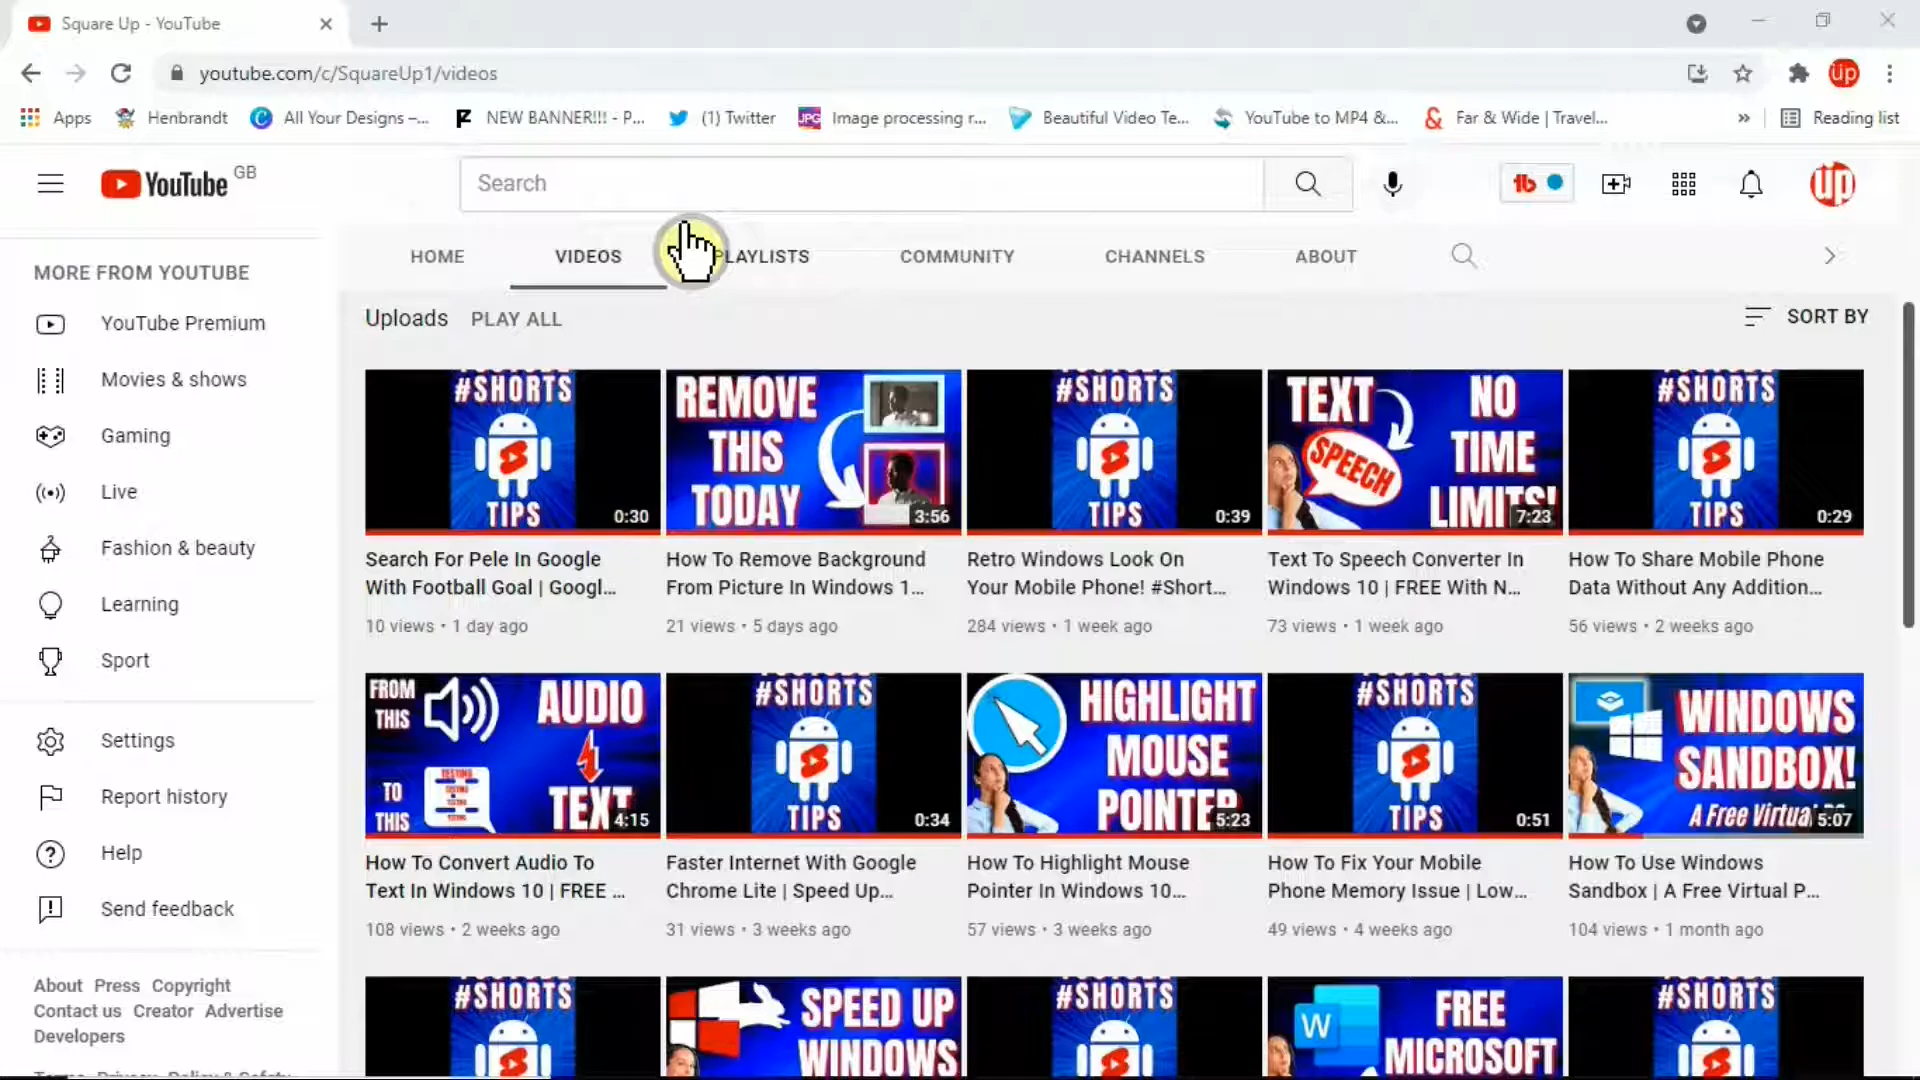 Square Up - YouTube
youtube.com/c/SquareUp1/videos
up
Apps
Henbrandt
All Your Designs –...
NEW BANNER!!! - P...
(1) Twitter
JPG
Image processing r...
Beautiful Video Te...
YouTube to MP4 &...
Far & Wide | Travel...
»
Reading list
YouTube GB
Search
tb
up
HOME
VIDEOS
PLAYLISTS
COMMUNITY
CHANNELS
ABOUT
MORE FROM YOUTUBE
YouTube Premium
Movies & shows
Gaming
Live
Fashion & beauty
Learning
Sport
Settings
Report history
Help
Send feedback
About Press Copyright
Contact us Creator Advertise
Developers
Terms Privacy Policy & Safety
Uploads PLAY ALL
SORT BY
#SHORTS
TIPS
0:30
Search For Pele In Google
With Football Goal | Googl...
10 views • 1 day ago
REMOVE
THIS
TODAY
3:56
How To Remove Background
From Picture In Windows 1...
21 views • 5 days ago
#SHORTS
TIPS
0:39
Retro Windows Look On
Your Mobile Phone! #Short...
284 views • 1 week ago
TEXT
SPEECH
NO
TIME
LIMITS!
7:23
Text To Speech Converter In
Windows 10 | FREE With N...
73 views • 1 week ago
#SHORTS
TIPS
0:29
How To Share Mobile Phone
Data Without Any Addition...
56 views • 2 weeks ago
FROM
THIS
TO
THIS
AUDIO
TEXT
4:15
How To Convert Audio To
Text In Windows 10 | FREE ...
108 views • 2 weeks ago
#SHORTS
TIPS
0:34
Faster Internet With Google
Chrome Lite | Speed Up...
31 views • 3 weeks ago
HIGHLIGHT
MOUSE
POINTER
5:23
How To Highlight Mouse
Pointer In Windows 10...
57 views • 3 weeks ago
#SHORTS
TIPS
0:51
How To Fix Your Mobile
Phone Memory Issue | Low...
49 views • 4 weeks ago
WINDOWS
SANDBOX!
A Free Virtual
5:07
How To Use Windows
Sandbox | A Free Virtual P...
104 views • 1 month ago
#SHORTS
SPEED UP
WINDOWS
#SHORTS
W
FREE
MICROSOFT
#SHORTS